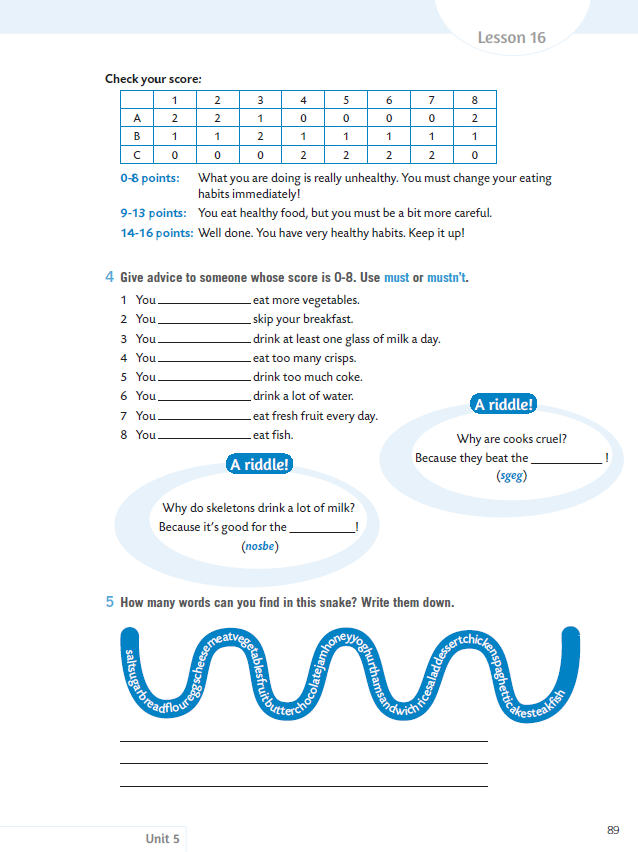 Lesson 16
Check your score:
1 2 3 4 5 6 7 8
A 2 2 1 0 0 0 0 2
B 1 1 2 1 1 1 1 1
C 0 0 0 2 2 2 2 0
0-8 points: What you are doing is really unhealthy. You must change your eating
habits immediately!
9-13 points: You eat healthy food, but you must be a bit more careful.
14-16 points: Well done. You have very healthy habits. Keep it up!
4 Give advice to someone whose score is 0-8. Use must or mustn't.
1 You ______________ eat more vegetables.
2 You ______________ skip your breakfast.
3 You ______________ drink at least one glass of milk a day.
4 You ______________ eat too many crisps.
5 You ______________ drink too much coke.
6 You ______________ drink a lot of water.
7 You ______________ eat fresh fruit every day.
8 You ______________ eat fish.
A riddle!
Why are cooks cruel?
Because they beat the ___________ !
(sgeg)
A riddle!
Why do skeletons drink a lot of milk?
Because it's good for the __________!
(nosbe)
5 How many words can you find in this snake? Write them down.
saltsugarbreadfloureggscheesemeatvegetablesfruitbutterchocolatejamhoneyyoghurthamsandwichricesaladdessertchickenspaghetticakesteakfish
Unit 5
89